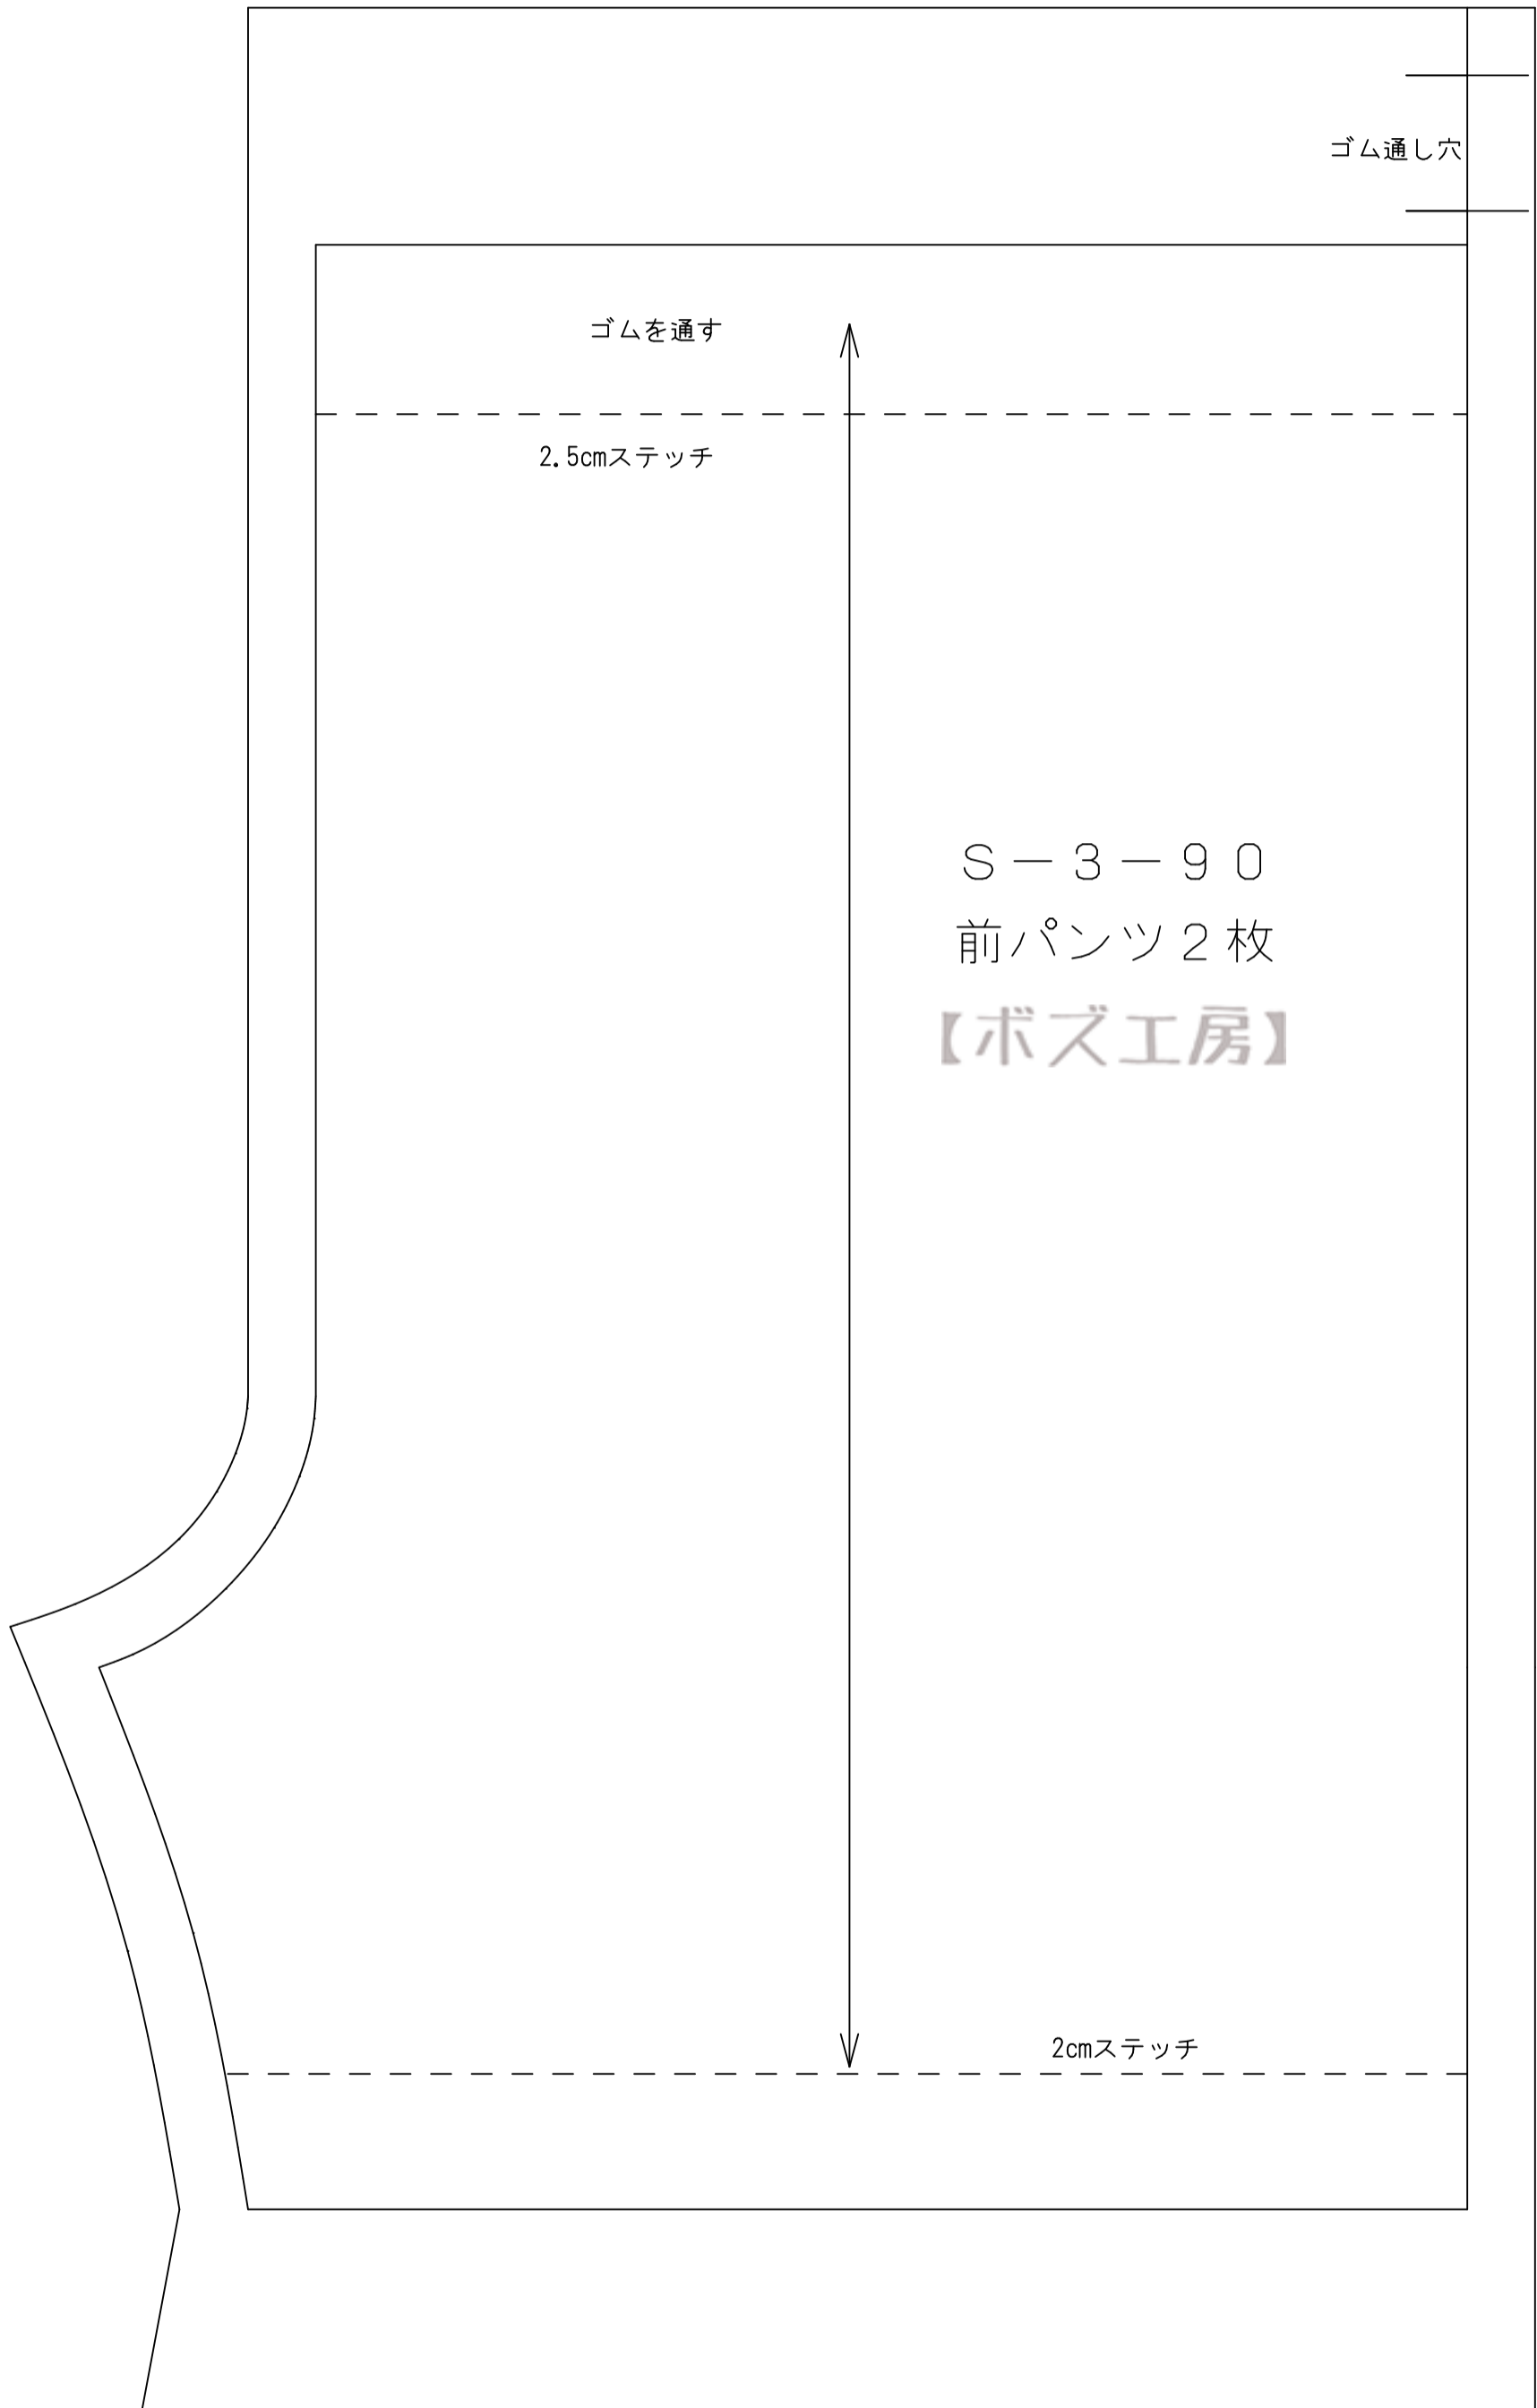 ゴム通し穴
ゴムを通す
2.5cmステッチ
S－3－90
前パンツ2枚
【ボズ工房】
2cmステッチ